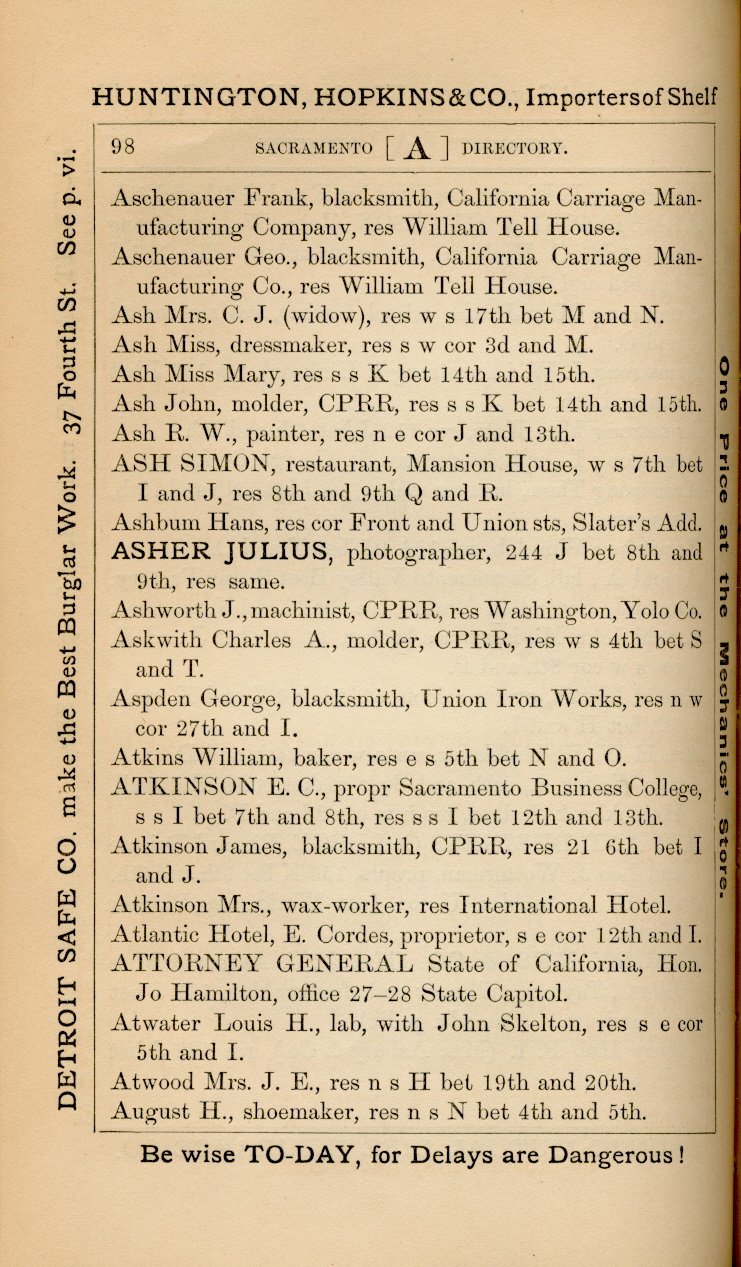 HUNTINGTON, HOPKINS & CO., Importers of Shelf
98 SACRAMENTO [ A ] DIRECTORY.
Aschenauer Frank, blacksmith, California Carriage Man-
ufacturing Company, res William Tell House.
Aschenauer Geo., blacksmith, California Carriage Man-
ufacturing Co., res William Tell House.
Ash Mrs. C. J. (widow), res w s 17th bet M and N.
Ash Miss, dressmaker, res s w cor 3d and M.
Ash Miss Mary, res s s K bet 14th and 15th.
Ash John, molder, CPRR, res s s K bet 14th and 15th.
Ash R. W., painter, res n e cor J and 13th.
ASH SIMON, restaurant, Mansion House, w s 7th bet
I and J, res 8th and 9th Q and R.
Ashbum Hans, res cor Front and Union sts, Slater's Add.
ASHER JULIUS, photographer, 244 J bet 8th and
9th, res same.
Ashworth J., machinist, CPRR, res Washington, Yolo Co.
Askwith Charles A., molder, CPRR, res w s 4th bet S
and T.
Aspden George, blacksmith, Union Iron Works, res n w
cor 27th and I.
Atkins William, baker, res e s 5th bet N and O.
ATKINSON E. C., propr Sacramento Business College,
s s I bet 7th and 8th, res s s I bet 12th and 13th.
Atkinson James, blacksmith, CPRR, res 21 6th bet I
and J.
Atkinson Mrs., wax-worker, res International Hotel.
Atlantic Hotel, E. Cordes, proprietor, s e cor 12th and I.
ATTORNEY GENERAL State of California, Hon.
Jo Hamilton, office 27–28 State Capitol.
Atwater Louis H., lab, with John Skelton, res s e cor
5th and I.
Atwood Mrs. J. E., res n s H bet 19th and 20th.
August H., shoemaker, res n s N bet 4th and 5th.
Be wise TO-DAY, for Delays are Dangerous!
DETROIT SAFE CO. make the Best Burglar Work. 37 Fourth St. See p. vi.
One Price at the Mechanics' Store.